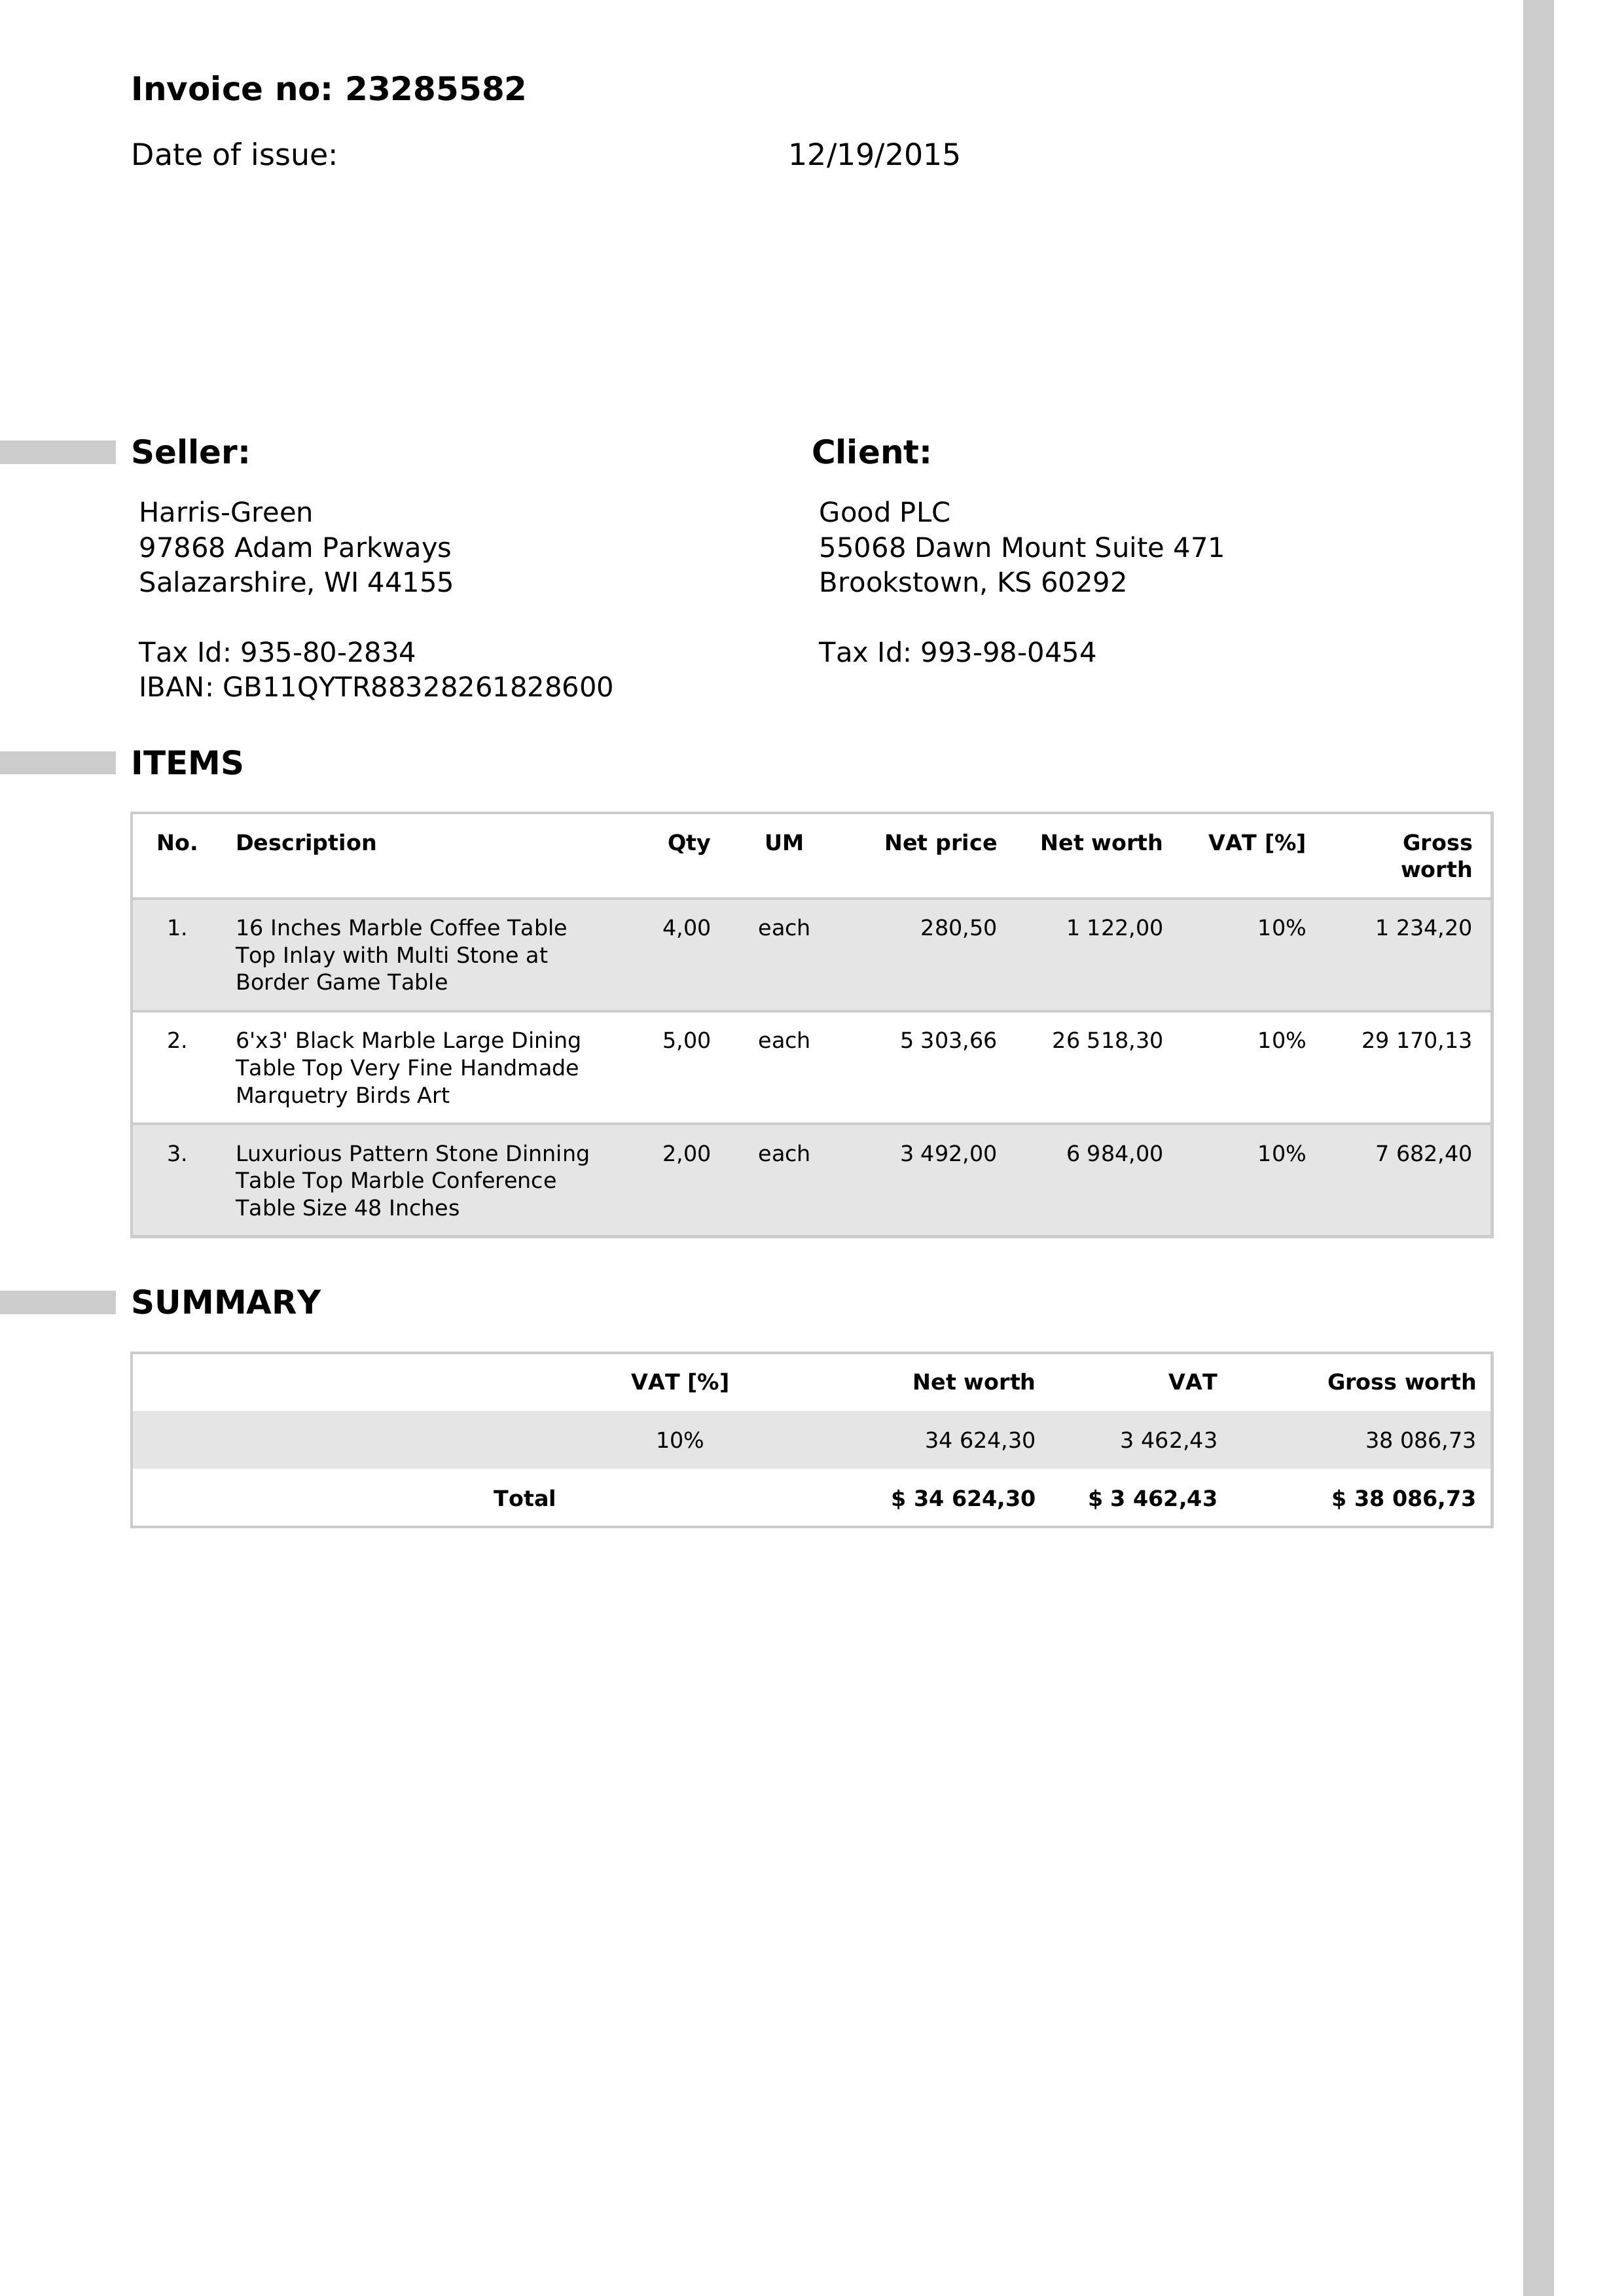 Invoice no: 23285582
Date of issue: 12/19/2015
Seller:
Harris-Green
97868 Adam Parkways
Salazarshire, WI 44155
Tax Id: 935-80-2834
IBAN: GB11QYTR88328261828600
Client:
Good PLC
55068 Dawn Mount Suite 471
Brookstown, KS 60292
Tax Id: 993-98-0454
ITEMS
No. Description Qty UM Net price Net worth VAT [%] Gross
worth
1. 16 Inches Marble Coffee Table 4,00 each 280,50 1 122,00 10% 1 234,20
Top Inlay with Multi Stone at
Border Game Table
2. 6'x3' Black Marble Large Dining 5,00 each 5 303,66 26 518,30 10% 29 170,13
Table Top Very Fine Handmade
Marquetry Birds Art
3. Luxurious Pattern Stone Dinning 2,00 each 3 492,00 6 984,00 10% 7 682,40
Table Top Marble Conference
Table Size 48 Inches
SUMMARY
VAT [%] Net worth VAT Gross worth
10% 34 624,30 3 462,43 38 086,73
Total $ 34 624,30 $ 3 462,43 $ 38 086,73